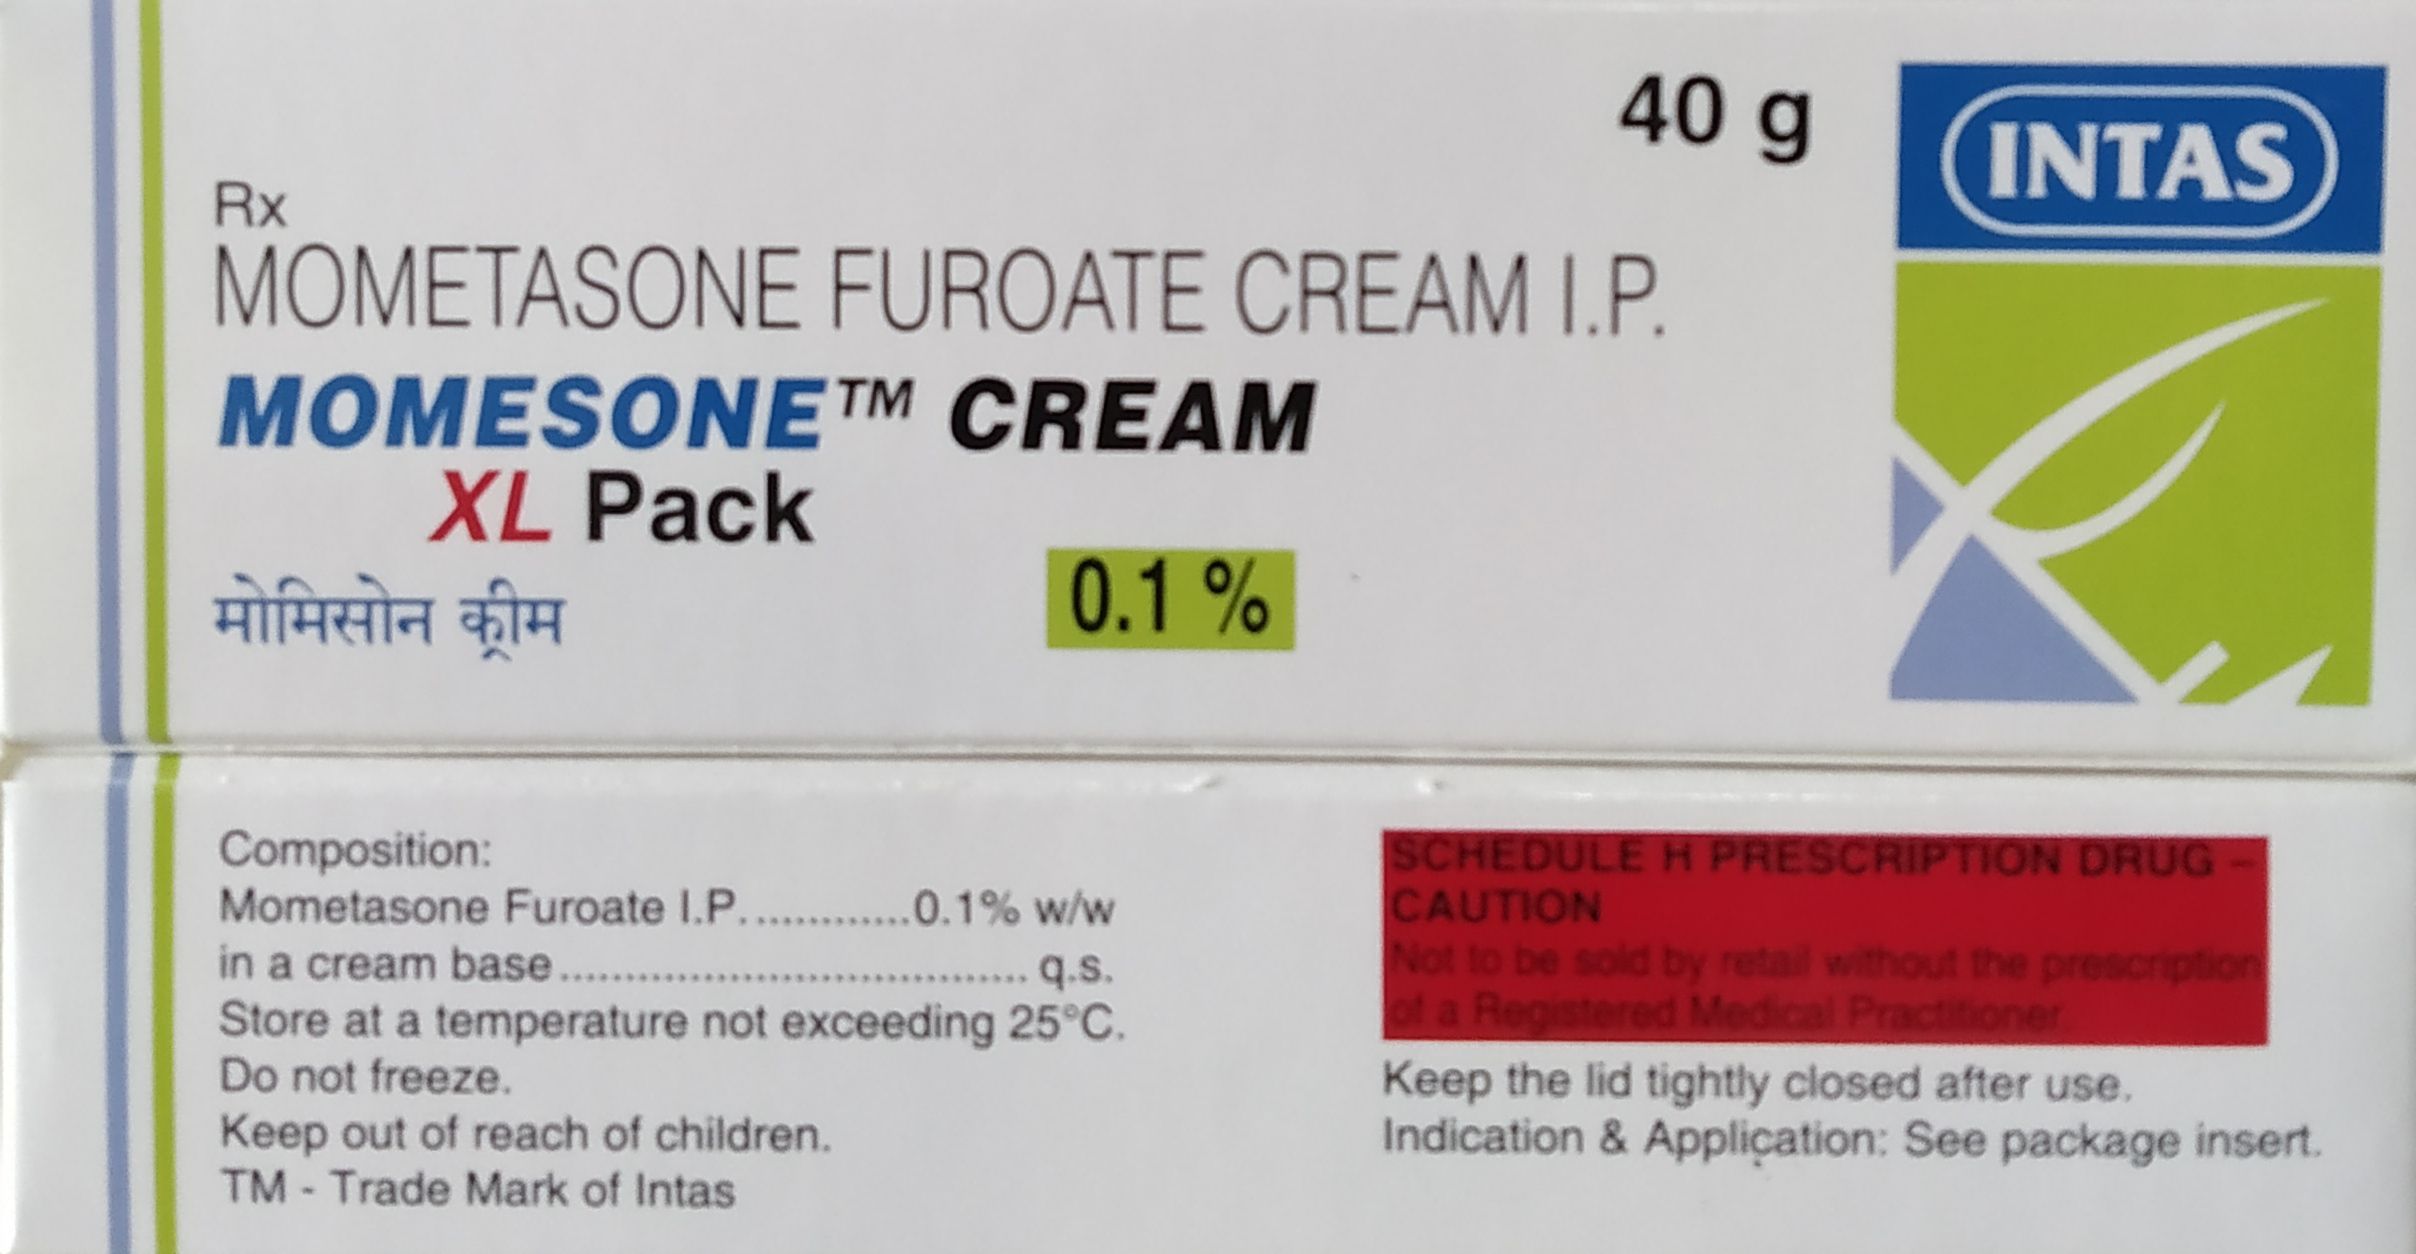 40 g
INTAS
Rx
MOMETASONE FUROATE CREAM I.P.
MOMESONE™ CREAM
XL Pack
मोमिसोन क्रीम
0.1 %
Composition:
Mometasone Furoate I.P..............0.1% w/w
in a cream base.................................... q.s.
Store at a temperature not exceeding 25°C.
Do not freeze.
Keep out of reach of children.
TM - Trade Mark of Intas
SCHEDULE H PRESCRIPTION DRUG –
CAUTION
Not to be sold by retail without the prescription
of a Registered Medical Practitioner.
Keep the lid tightly closed after use.
Indication & Application: See package insert.